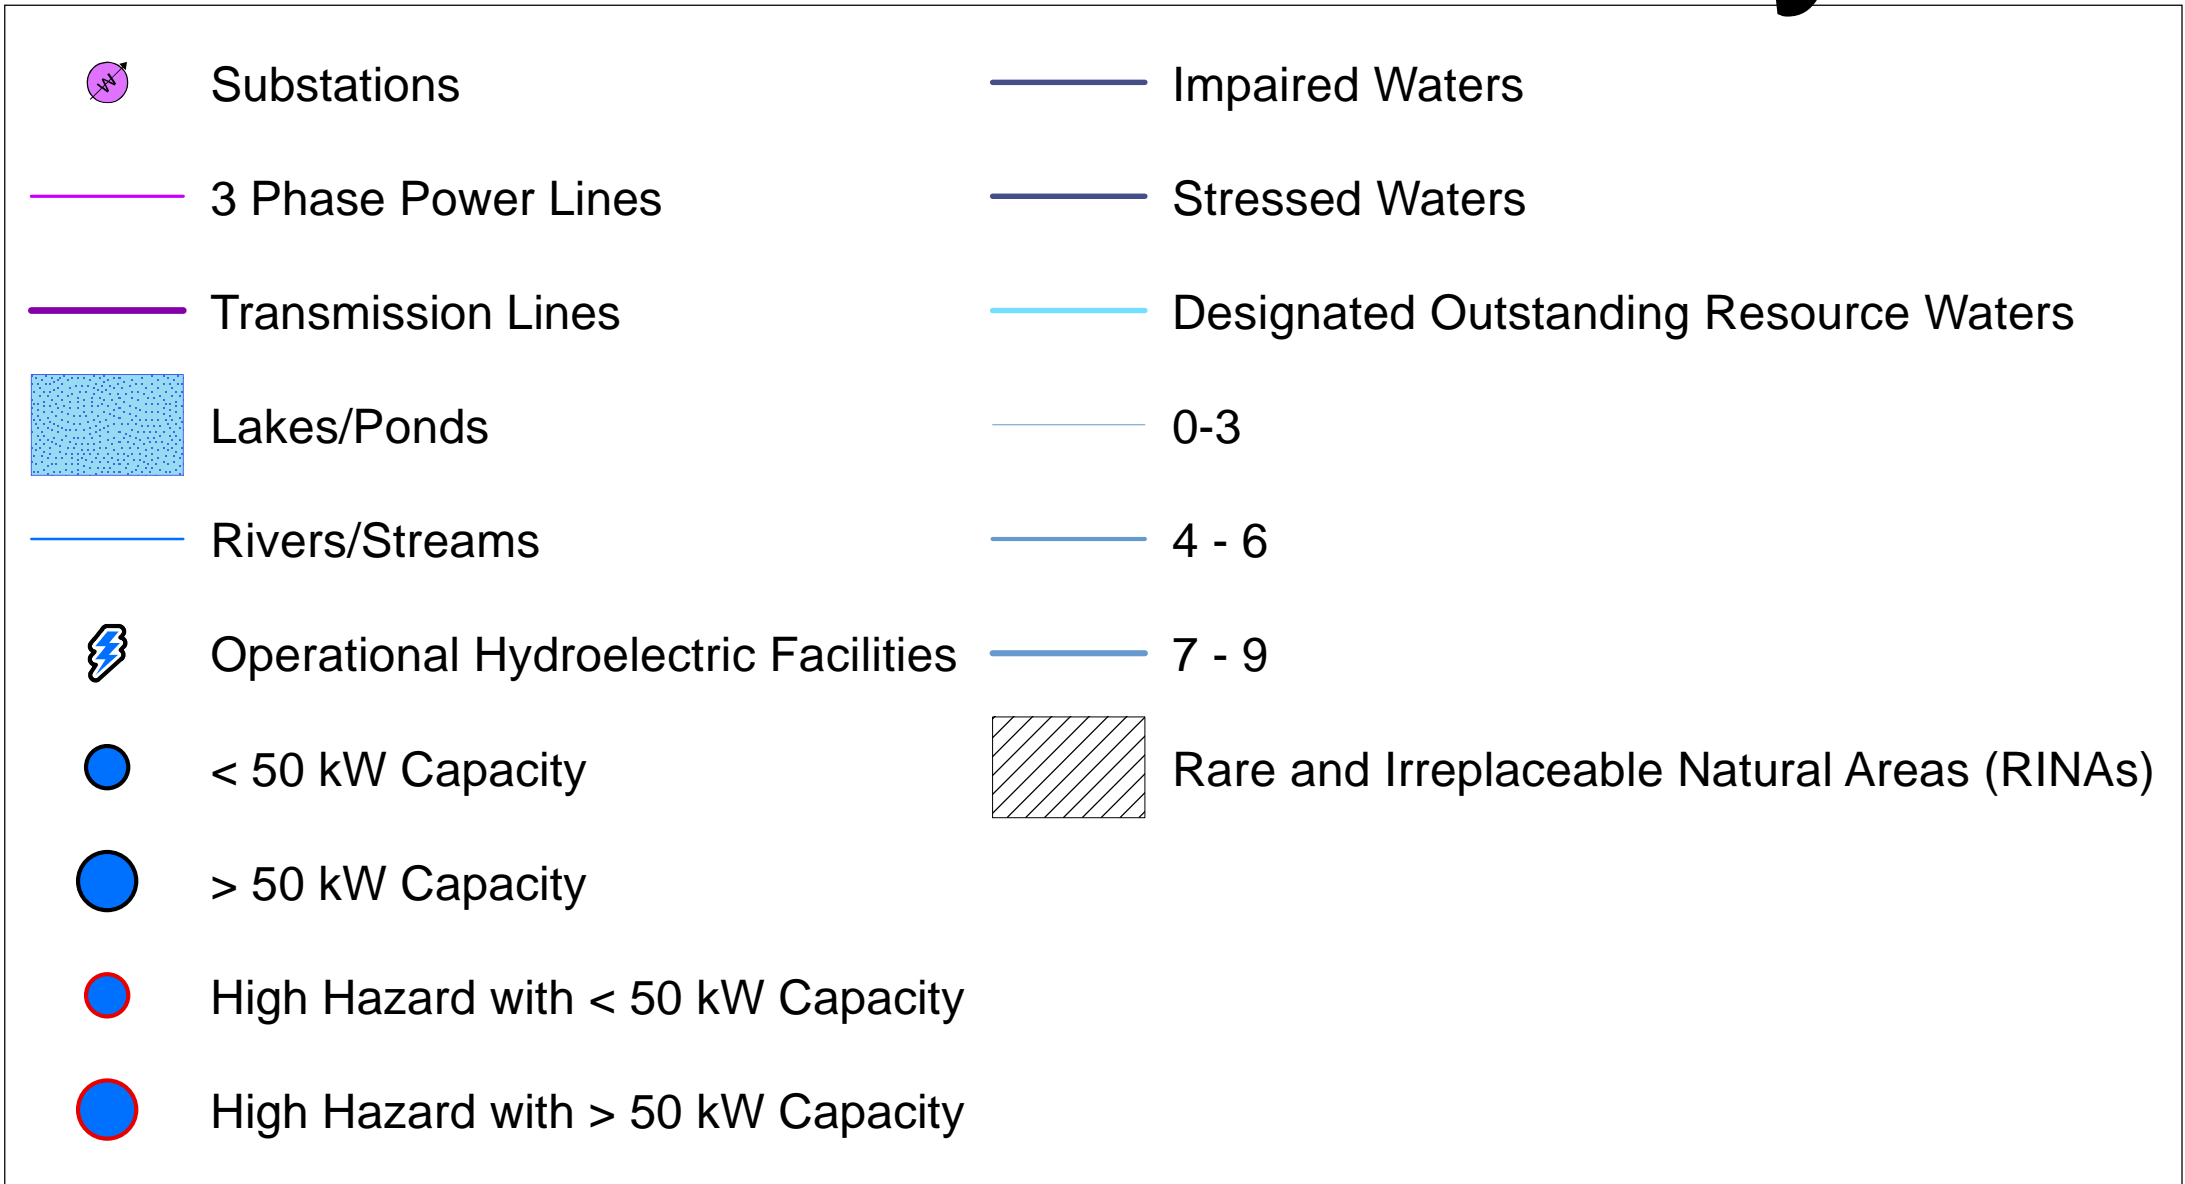 Substations
3 Phase Power Lines
Transmission Lines
Lakes/Ponds
Rivers/Streams
Operational Hydroelectric Facilities
< 50 kW Capacity
> 50 kW Capacity
High Hazard with < 50 kW Capacity
High Hazard with > 50 kW Capacity
Impaired Waters
Stressed Waters
Designated Outstanding Resource Waters
0-3
4 - 6
7 - 9
Rare and Irreplaceable Natural Areas (RINAs)